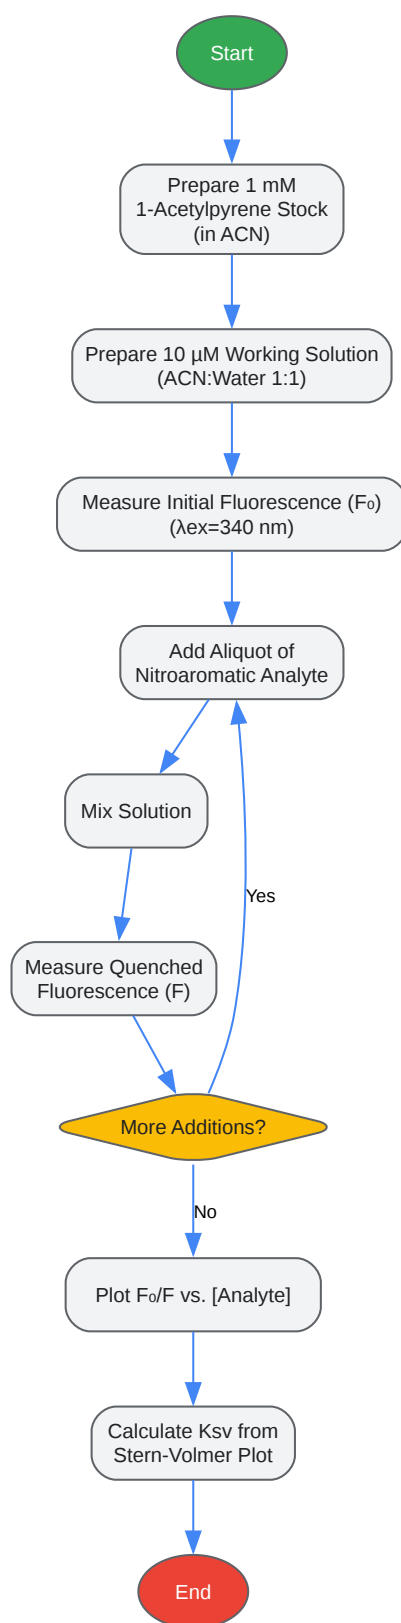 Start
Prepare 1 mM
1-Acetylpyrene Stock
(in ACN)
Prepare 10 µM Working Solution
(ACN:Water 1:1)
Measure Initial Fluorescence (F₀)
(λex=340 nm)
Add Aliquot of
Nitroaromatic Analyte
Mix Solution
Yes
Measure Quenched
Fluorescence (F)
More Additions?
No
Plot F₀/F vs. [Analyte]
Calculate Ksv from
Stern-Volmer Plot
End